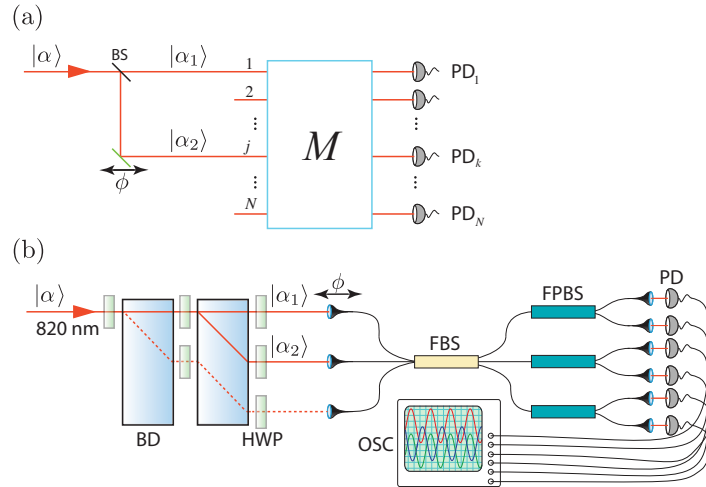 (a)
|α⟩ BS |α₁⟩ 1 PD₁
2
⋮
|α₂⟩ j M PDₖ
ϕ
⋮
N PD_N
(b)
|α⟩ |α₁⟩ ϕ FPBS PD
820 nm
|α₂⟩ FBS
BD HWP OSC